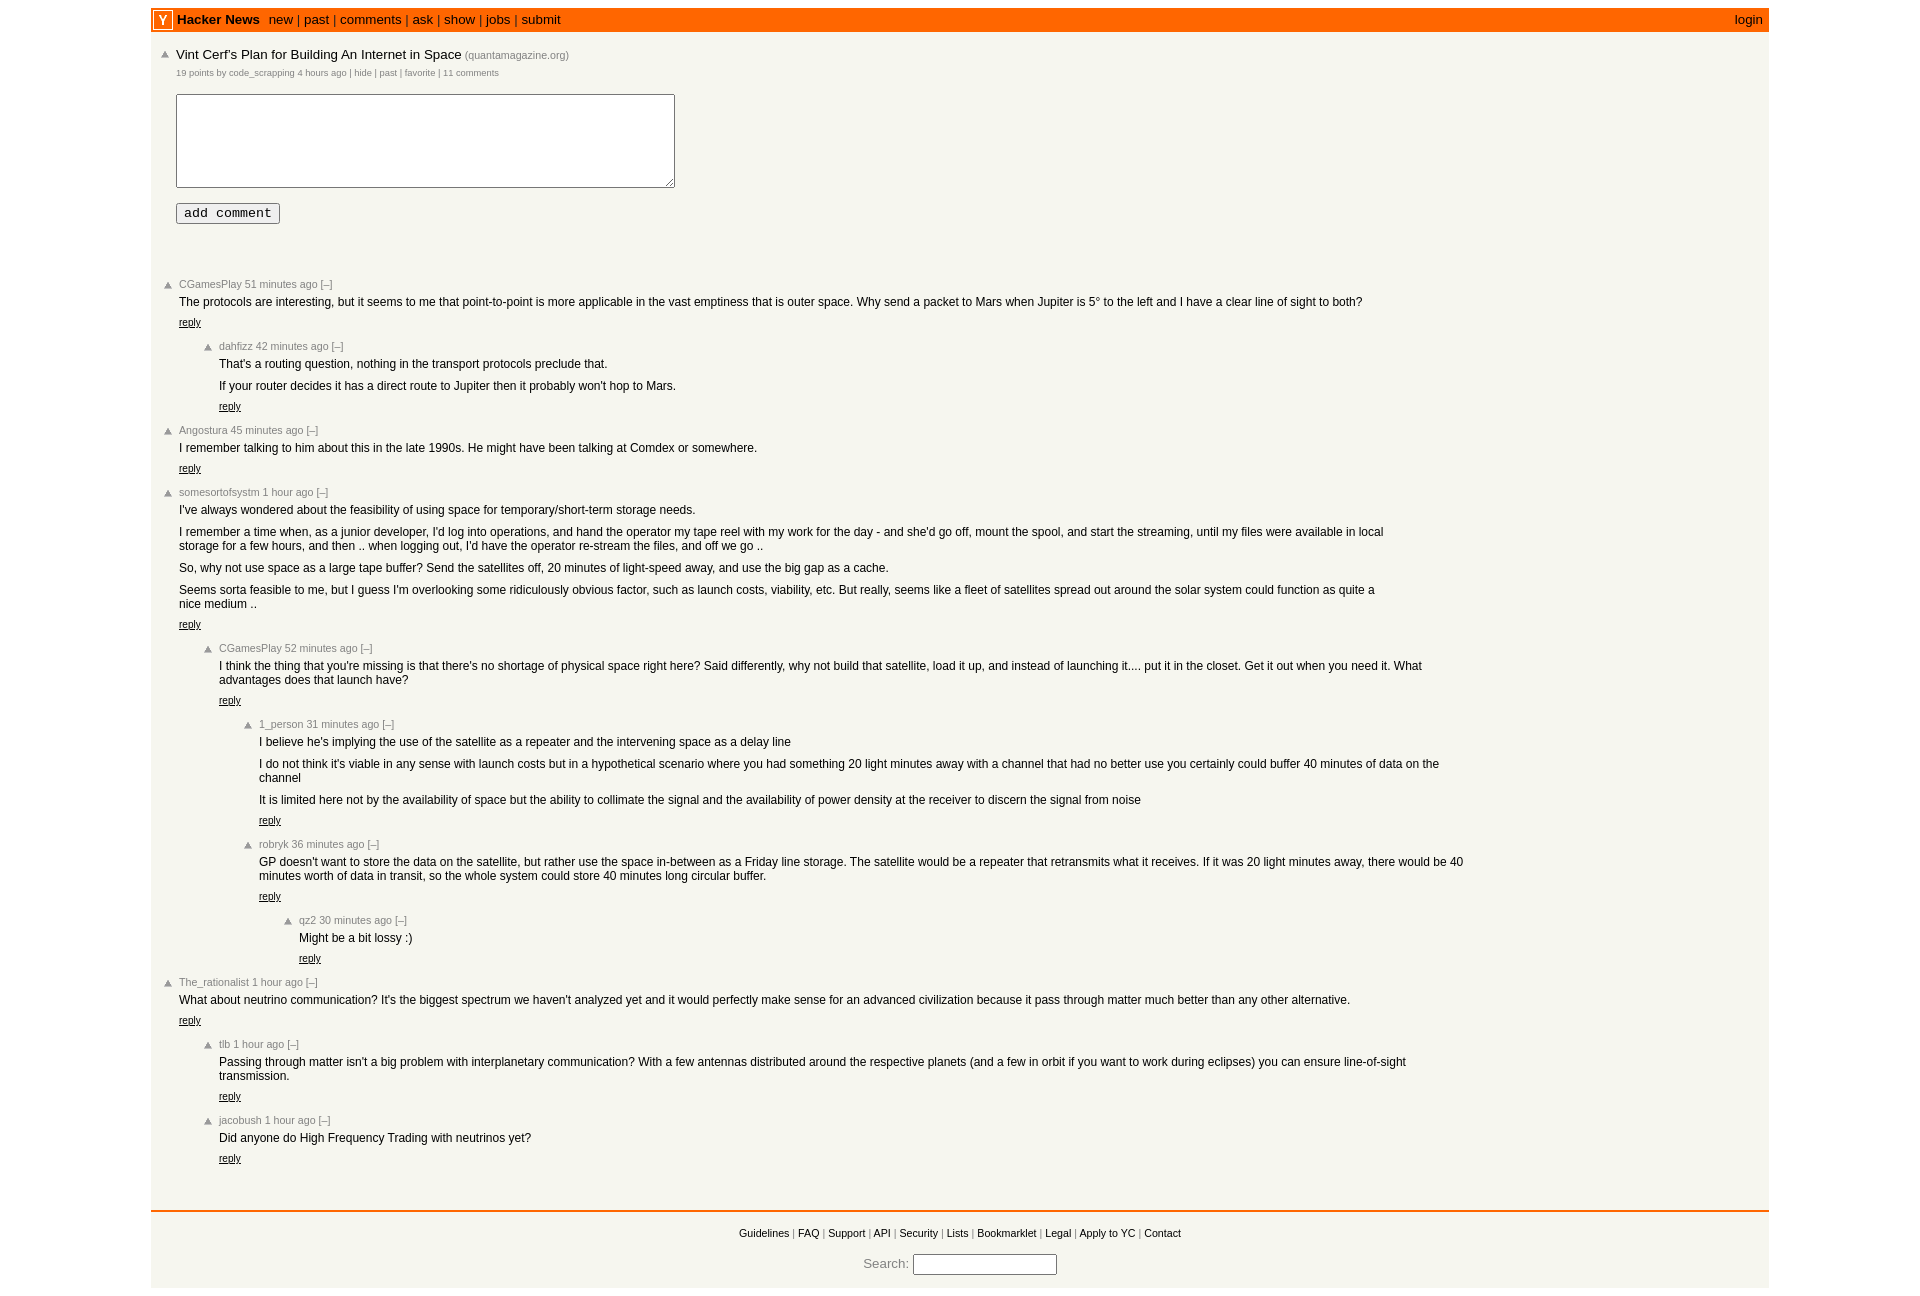 Y Hacker News new | past | comments | ask | show | jobs | submit login
Vint Cerf's Plan for Building An Internet in Space (quantamagazine.org)
19 points by code_scrapping 4 hours ago | hide | past | favorite | 11 comments
add comment
CGamesPlay 51 minutes ago [–]
The protocols are interesting, but it seems to me that point-to-point is more applicable in the vast emptiness that is outer space. Why send a packet to Mars when Jupiter is 5° to the left and I have a clear line of sight to both?
reply
dahfizz 42 minutes ago [–]
That's a routing question, nothing in the transport protocols preclude that.
If your router decides it has a direct route to Jupiter then it probably won't hop to Mars.
reply
Angostura 45 minutes ago [–]
I remember talking to him about this in the late 1990s. He might have been talking at Comdex or somewhere.
reply
somesortofsystm 1 hour ago [–]
I've always wondered about the feasibility of using space for temporary/short-term storage needs.
I remember a time when, as a junior developer, I'd log into operations, and hand the operator my tape reel with my work for the day - and she'd go off, mount the spool, and start the streaming, until my files were available in local
storage for a few hours, and then .. when logging out, I'd have the operator re-stream the files, and off we go ..
So, why not use space as a large tape buffer? Send the satellites off, 20 minutes of light-speed away, and use the big gap as a cache.
Seems sorta feasible to me, but I guess I'm overlooking some ridiculously obvious factor, such as launch costs, viability, etc. But really, seems like a fleet of satellites spread out around the solar system could function as quite a
nice medium ..
reply
CGamesPlay 52 minutes ago [–]
I think the thing that you're missing is that there's no shortage of physical space right here? Said differently, why not build that satellite, load it up, and instead of launching it.... put it in the closet. Get it out when you need it. What
advantages does that launch have?
reply
1_person 31 minutes ago [–]
I believe he's implying the use of the satellite as a repeater and the intervening space as a delay line
I do not think it's viable in any sense with launch costs but in a hypothetical scenario where you had something 20 light minutes away with a channel that had no better use you certainly could buffer 40 minutes of data on the
channel
It is limited here not by the availability of space but the ability to collimate the signal and the availability of power density at the receiver to discern the signal from noise
reply
robryk 36 minutes ago [–]
GP doesn't want to store the data on the satellite, but rather use the space in-between as a Friday line storage. The satellite would be a repeater that retransmits what it receives. If it was 20 light minutes away, there would be 40
minutes worth of data in transit, so the whole system could store 40 minutes long circular buffer.
reply
qz2 30 minutes ago [–]
Might be a bit lossy :)
reply
The_rationalist 1 hour ago [–]
What about neutrino communication? It's the biggest spectrum we haven't analyzed yet and it would perfectly make sense for an advanced civilization because it pass through matter much better than any other alternative.
reply
tlb 1 hour ago [–]
Passing through matter isn't a big problem with interplanetary communication? With a few antennas distributed around the respective planets (and a few in orbit if you want to work during eclipses) you can ensure line-of-sight
transmission.
reply
jacobush 1 hour ago [–]
Did anyone do High Frequency Trading with neutrinos yet?
reply
Guidelines | FAQ | Support | API | Security | Lists | Bookmarklet | Legal | Apply to YC | Contact
Search: